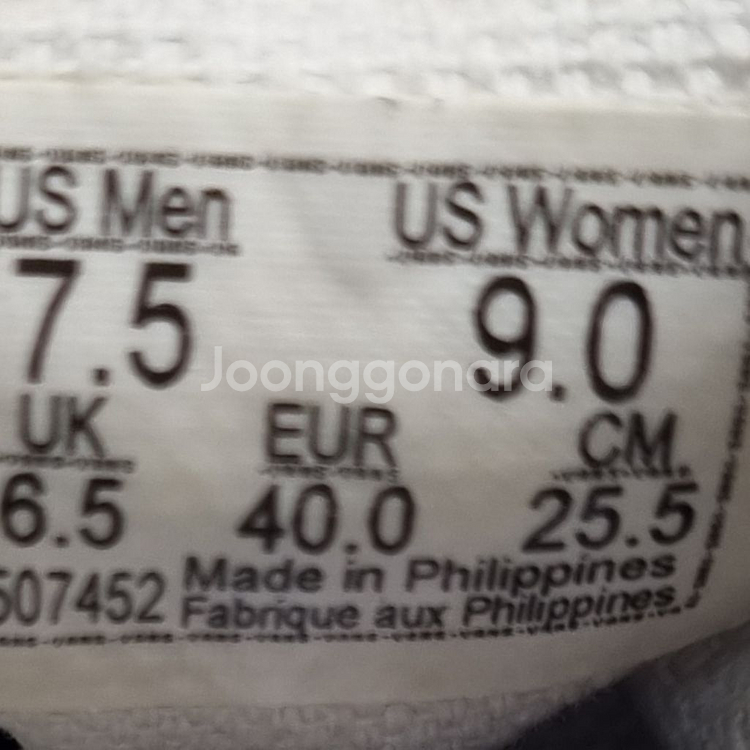 US Men US Women
7.5 9.0
Joonggonara
UK EUR CM
6.5 40.0 25.5
507452 Made in Philippines
Fabrique aux Philippines